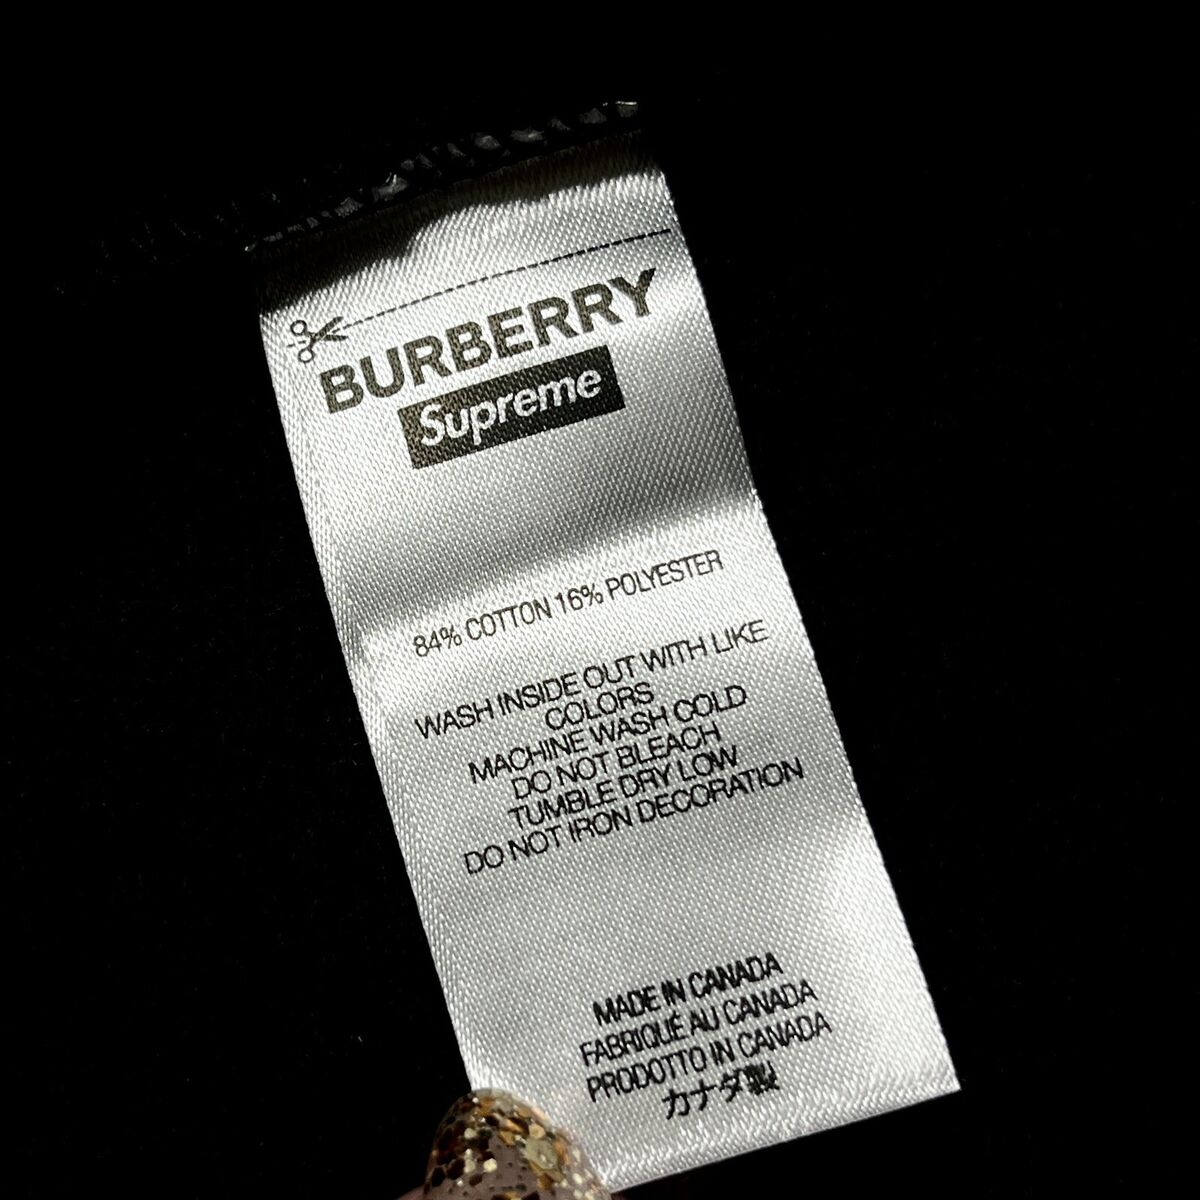 BURBERRY
Supreme
84% COTTON 16% POLYESTER
WASH INSIDE OUT WITH LIKE
COLORS
MACHINE WASH COLD
DO NOT BLEACH
TUMBLE DRY LOW
DO NOT IRON DECORATION
MADE IN CANADA
FABRIQUÉ AU CANADA
PRODOTTO IN CANADA
カナダ製